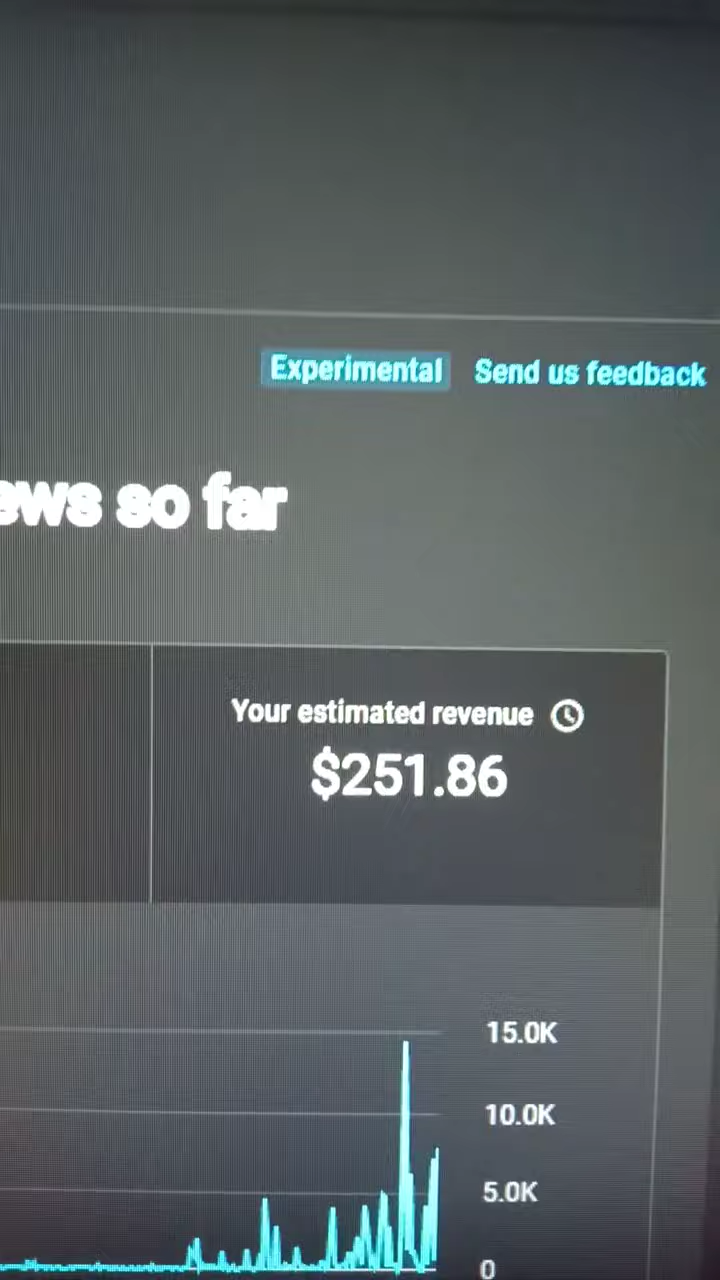 Experimental Send us feedback
ews so far
Your estimated revenue
$251.86
15.0K
10.0K
5.0K
0